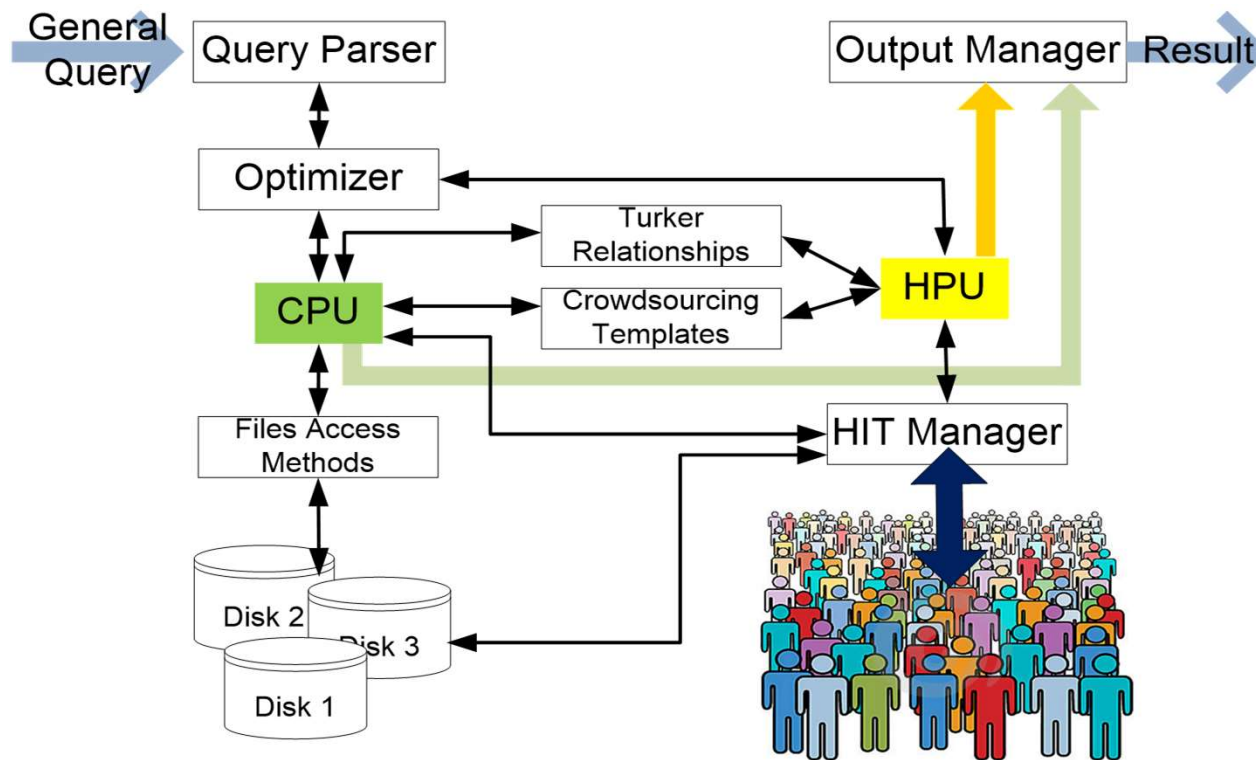 General
Query
Query Parser
Output Manager
Result
Optimizer
Turker
Relationships
CPU
HPU
Crowdsourcing
Templates
Files Access
Methods
HIT Manager
Disk 2
Disk 3
Disk 1